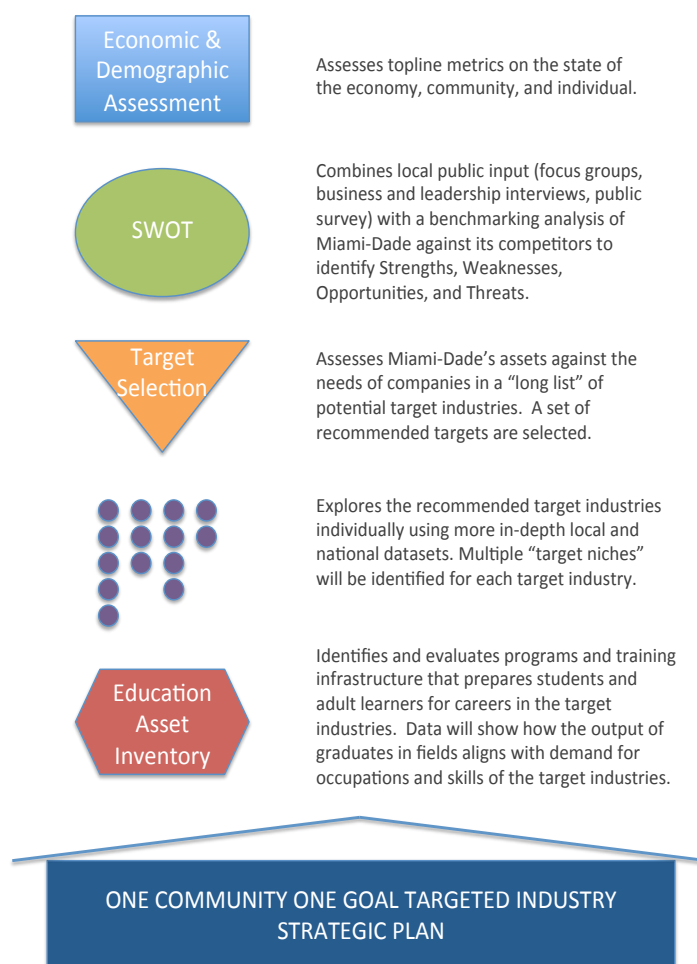 Economic &
Demographic
Assessment
Assesses topline metrics on the state of
the economy, community, and individual.
SWOT
Combines local public input (focus groups,
business and leadership interviews, public
survey) with a benchmarking analysis of
Miami-Dade against its competitors to
identify Strengths, Weaknesses,
Opportunities, and Threats.
Target
Selection
Assesses Miami-Dade’s assets against the
needs of companies in a “long list” of
potential target industries.  A set of
recommended targets are selected.
Explores the recommended target industries
individually using more in-depth local and
national datasets. Multiple “target niches”
will be identified for each target industry.
Education
Asset
Inventory
Identifies and evaluates programs and training
infrastructure that prepares students and
adult learners for careers in the target
industries.  Data will show how the output of
graduates in fields aligns with demand for
occupations and skills of the target industries.
ONE COMMUNITY ONE GOAL TARGETED INDUSTRY
STRATEGIC PLAN